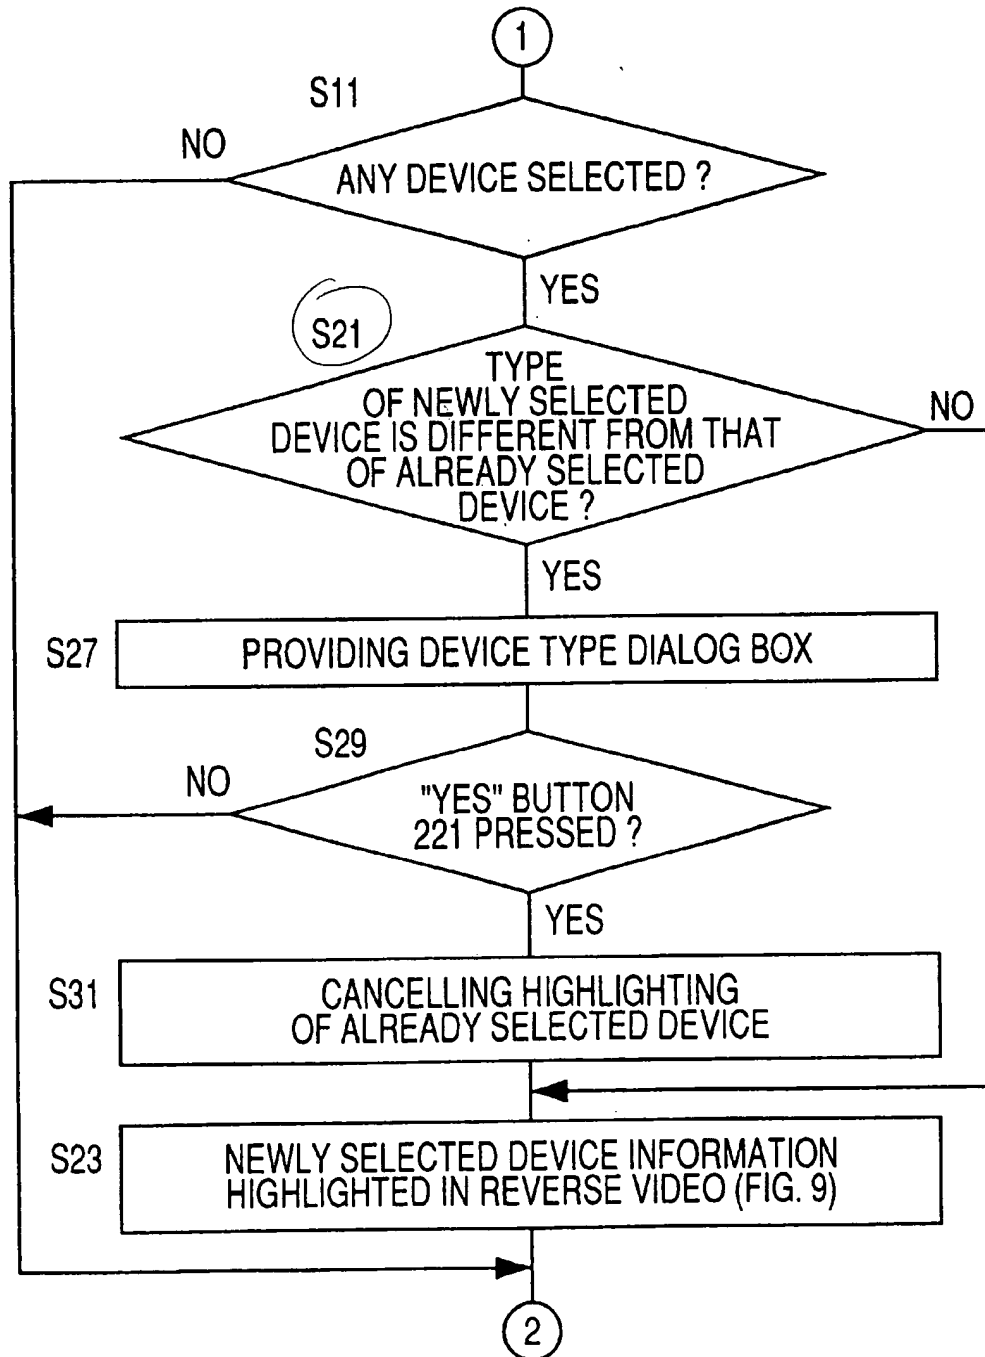 1
S11
NO
ANY DEVICE SELECTED ?
YES
S21
TYPE
OF NEWLY SELECTED
DEVICE IS DIFFERENT FROM THAT
OF ALREADY SELECTED
DEVICE ?
NO
YES
S27
PROVIDING DEVICE TYPE DIALOG BOX
S29
NO
"YES" BUTTON
221 PRESSED ?
YES
S31
CANCELLING HIGHLIGHTING
OF ALREADY SELECTED DEVICE
S23
NEWLY SELECTED DEVICE INFORMATION
HIGHLIGHTED IN REVERSE VIDEO (FIG. 9)
2